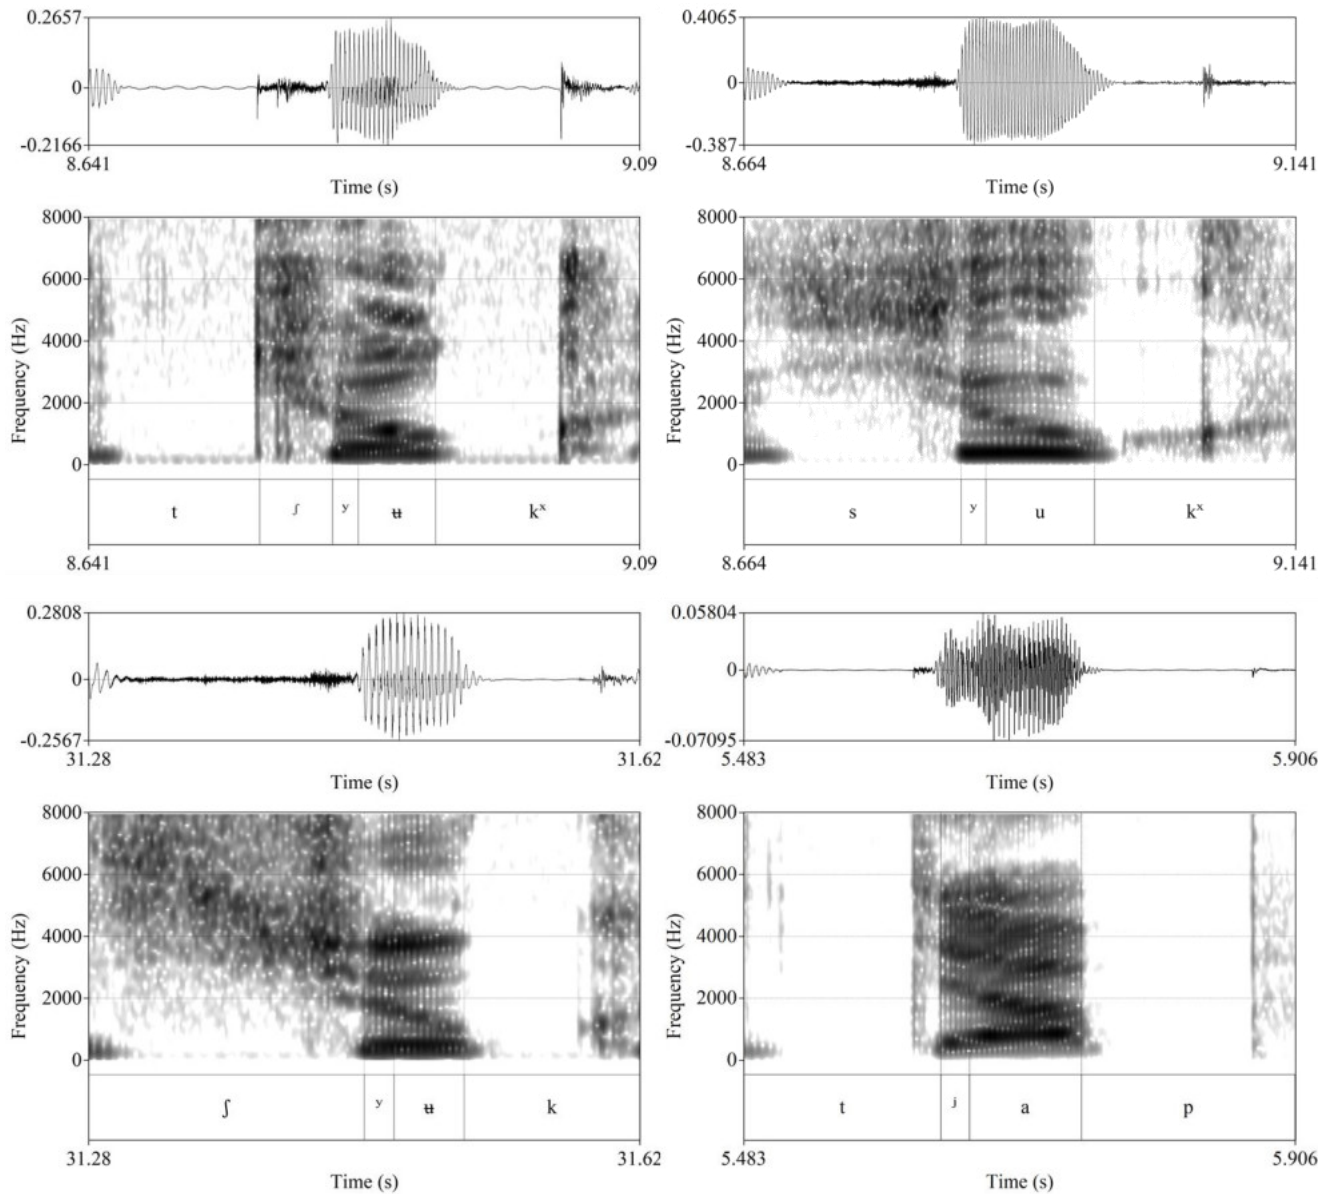 0.2657
0
-0.2166
8.641 9.09
Time (s)
0.4065
0
-0.387
8.664 9.141
Time (s)
8000
6000
4000
2000
0
Frequency (Hz)
t ʃ y ʉ kˣ
8.641 9.09
8000
6000
4000
2000
0
Frequency (Hz)
s y u kˣ
8.664 9.141
0.2808
0
-0.2567
31.28 31.62
Time (s)
0.05804
0
-0.07095
5.483 5.906
Time (s)
8000
6000
4000
2000
0
Frequency (Hz)
ʃ y ʉ k
31.28 31.62
Time (s)
8000
6000
4000
2000
0
Frequency (Hz)
t j a p
5.483 5.906
Time (s)